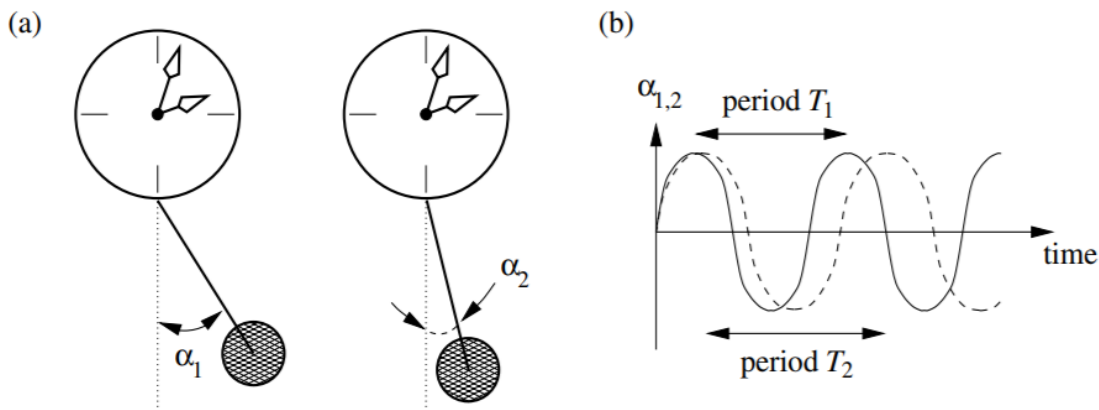 (a)
α1
α2
(b)
α1,2
period T1
time
period T2